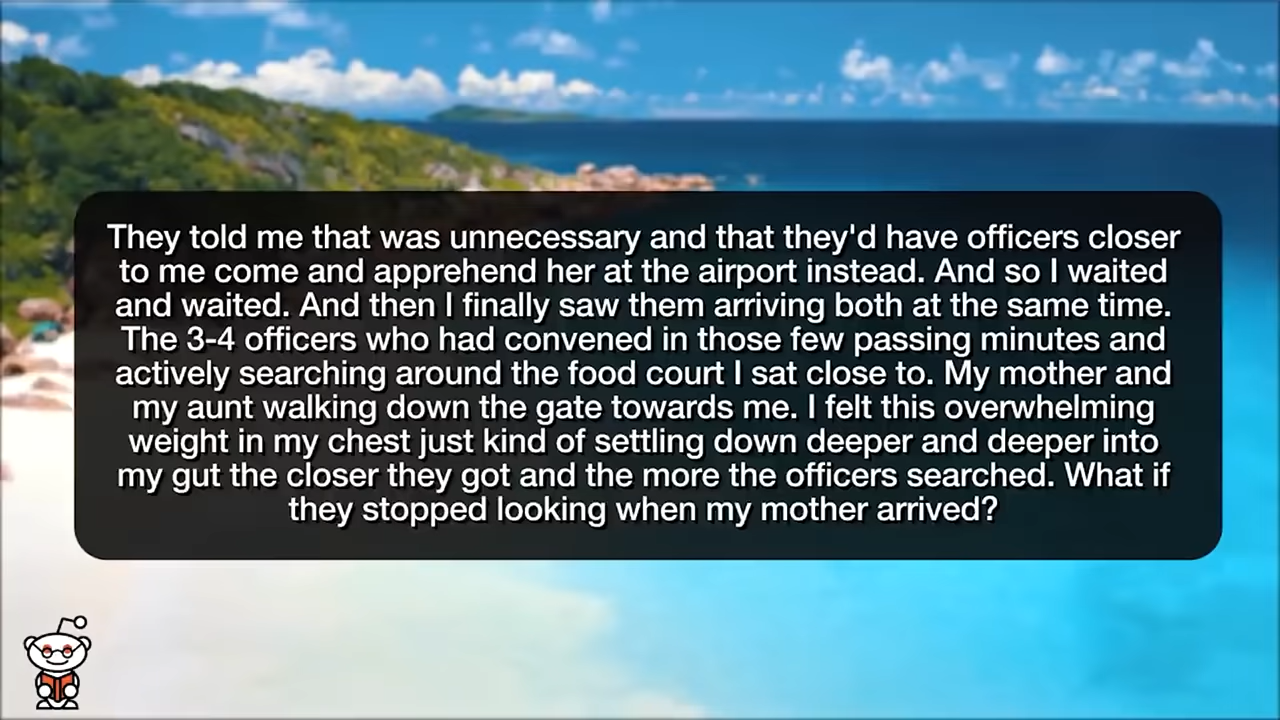 They told me that was unnecessary and that they'd have officers closer
to me come and apprehend her at the airport instead. And so I waited
and waited. And then I finally saw them arriving both at the same time.
The 3-4 officers who had convened in those few passing minutes and
actively searching around the food court I sat close to. My mother and
my aunt walking down the gate towards me. I felt this overwhelming
weight in my chest just kind of settling down deeper and deeper into
my gut the closer they got and the more the officers searched. What if
they stopped looking when my mother arrived?